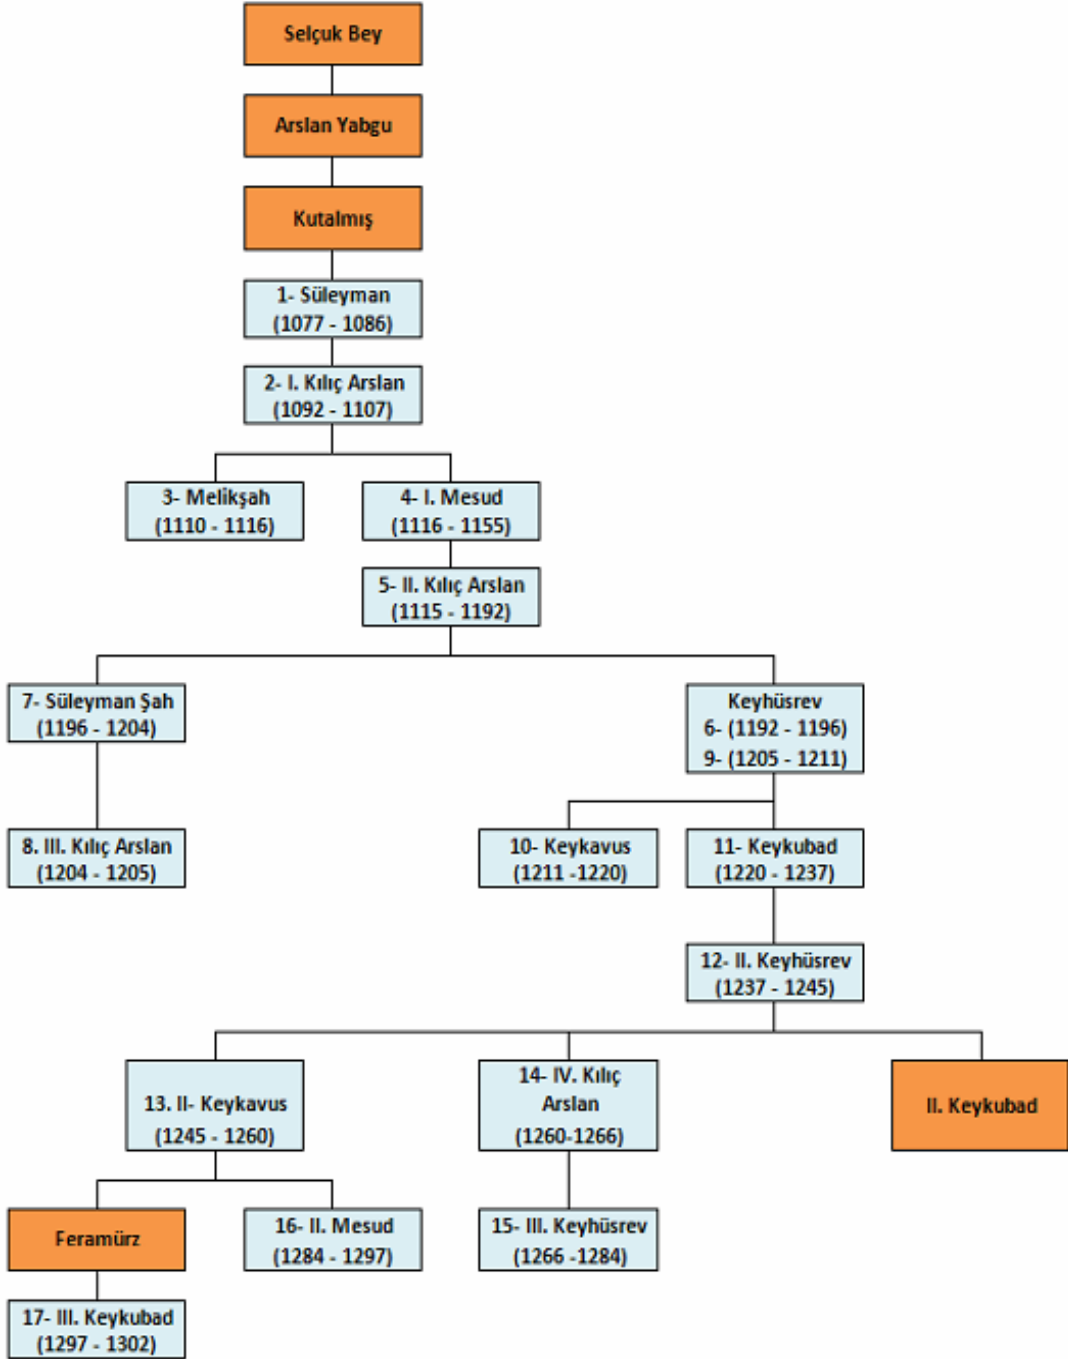 Selçuk Bey
Arslan Yabgu
Kutalmış
1- Süleyman
(1077 - 1086)
2- I. Kılıç Arslan
(1092 - 1107)
3- Melikşah
(1110 - 1116)
4- I. Mesud
(1116 - 1155)
5- II. Kılıç Arslan
(1115 - 1192)
7- Süleyman Şah
(1196 - 1204)
Keyhüsrev
6- (1192 - 1196)
9- (1205 - 1211)
8. III. Kılıç Arslan
(1204 - 1205)
10- Keykavus
(1211 -1220)
11- Keykubad
(1220 - 1237)
12- II. Keyhüsrev
(1237 - 1245)
13. II- Keykavus
(1245 - 1260)
14- IV. Kılıç
Arslan
(1260-1266)
II. Keykubad
Feramürz
16- II. Mesud
(1284 - 1297)
15- III. Keyhüsrev
(1266 -1284)
17- III. Keykubad
(1297 - 1302)